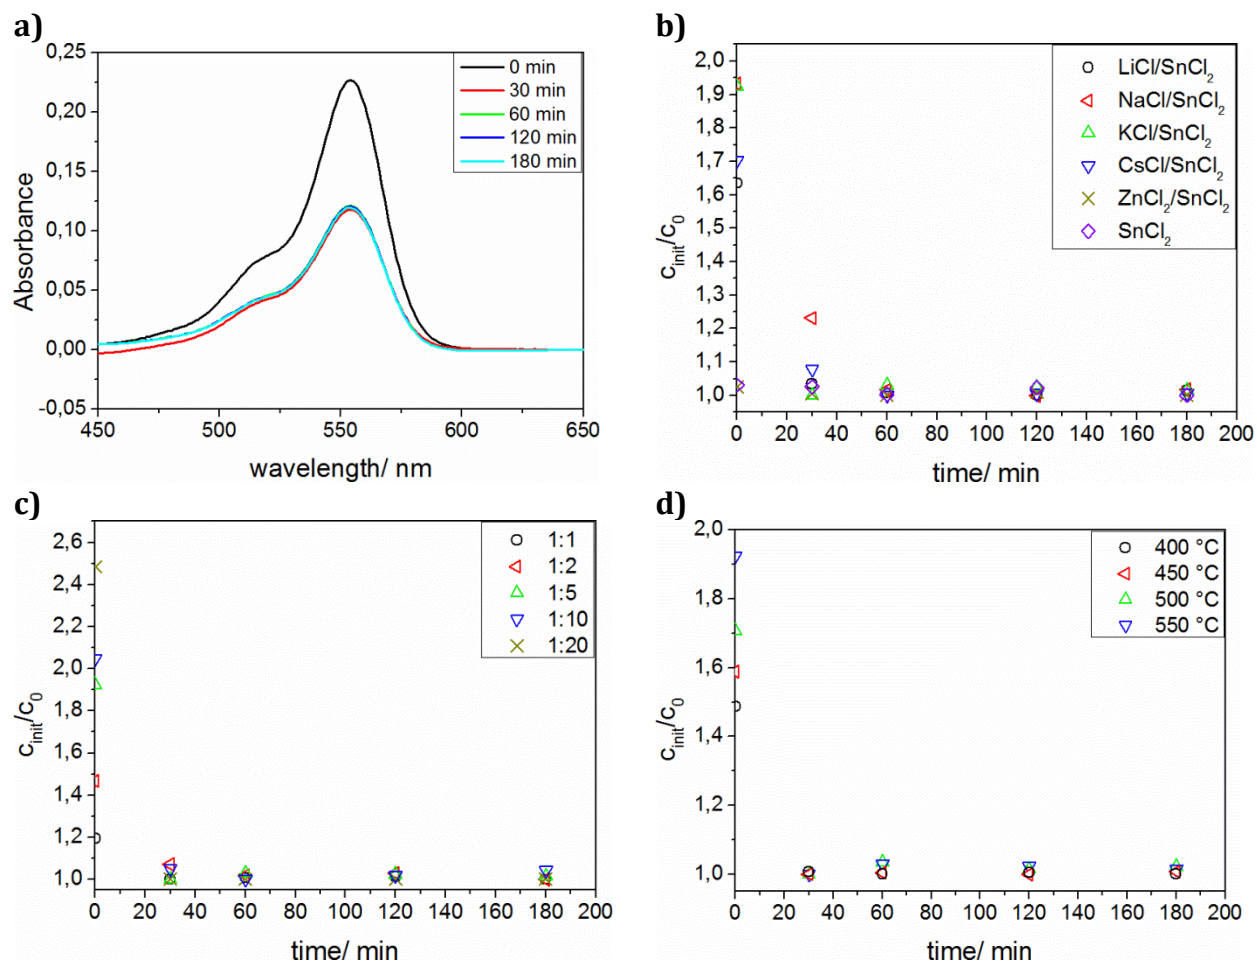 a)
0,25
0,20
0,15
0,10
0,05
0,00
-0,05
Absorbance
450 500 550 600 650
wavelength/ nm
0 min
30 min
60 min
120 min
180 min
b)
2,0
1,9
1,8
1,7
1,6
1,5
1,4
1,3
1,2
1,1
1,0
c_init/c_0
0 20 40 60 80 100 120 140 160 180 200
time/ min
LiCl/SnCl₂
NaCl/SnCl₂
KCl/SnCl₂
CsCl/SnCl₂
ZnCl₂/SnCl₂
SnCl₂
c)
2,6
2,4
2,2
2,0
1,8
1,6
1,4
1,2
1,0
c_init/c_0
0 20 40 60 80 100 120 140 160 180 200
time/ min
1:1
1:2
1:5
1:10
1:20
d)
2,0
1,8
1,6
1,4
1,2
1,0
c_init/c_0
0 20 40 60 80 100 120 140 160 180 200
time/ min
400 °C
450 °C
500 °C
550 °C